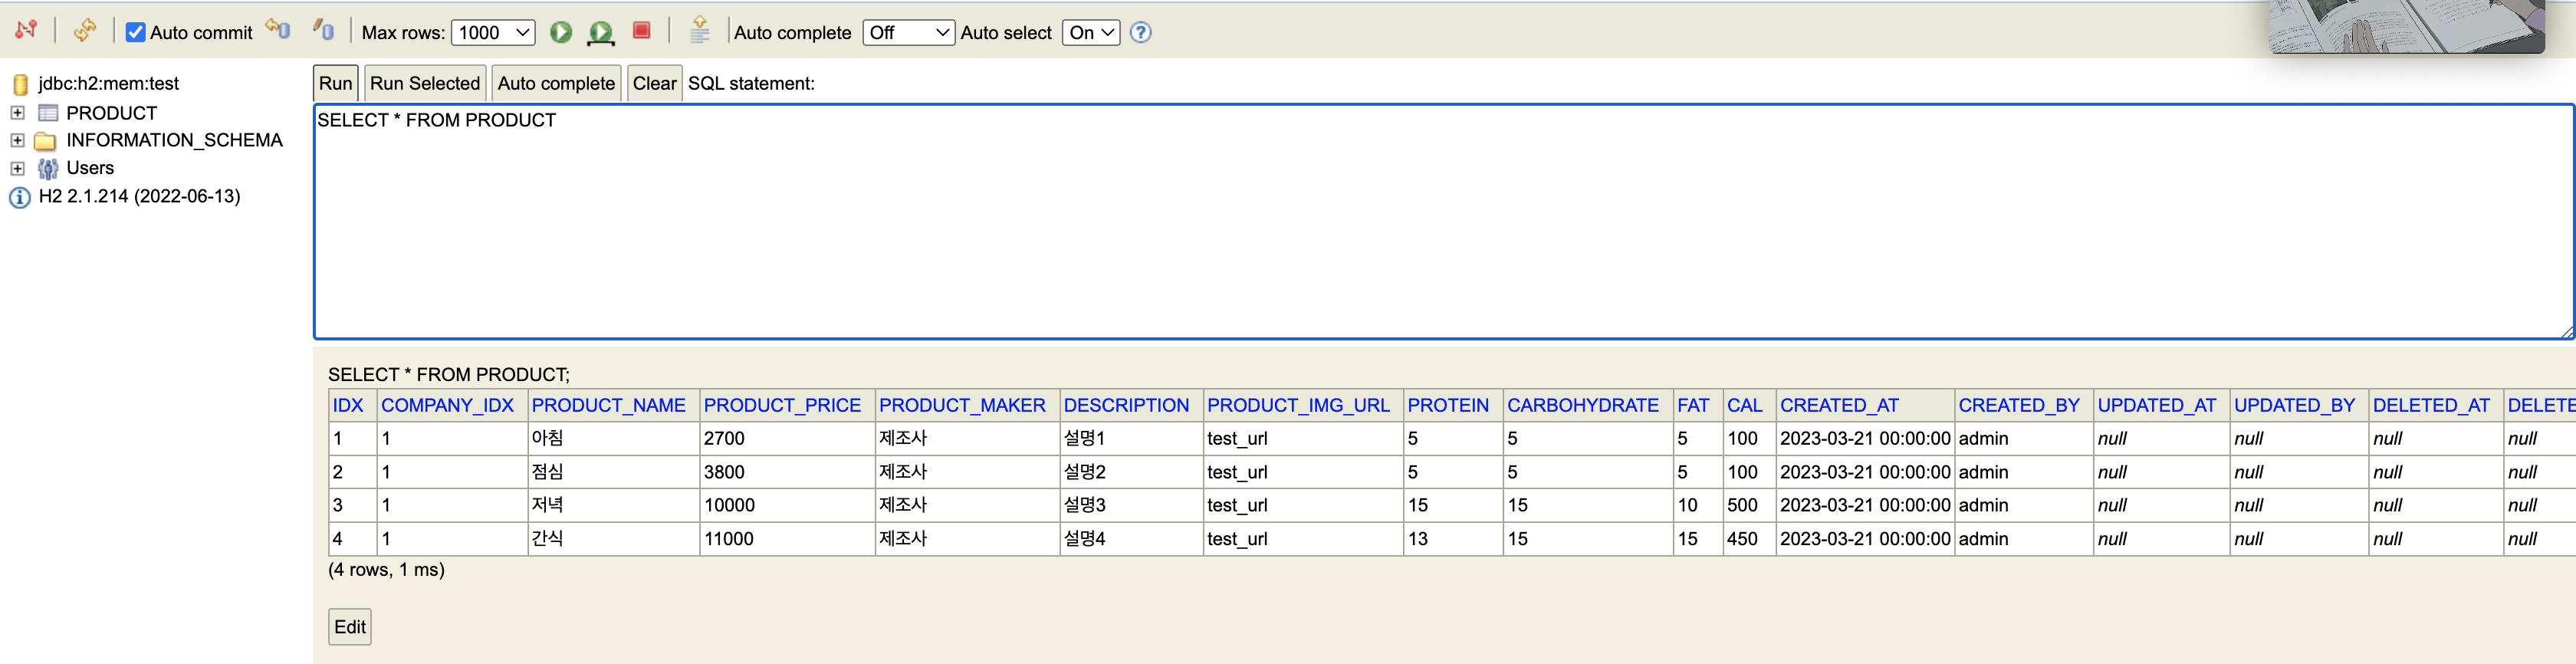 Auto commit Max rows: 1000 Auto complete Off Auto select On ?
jdbc:h2:mem:test
PRODUCT
INFORMATION_SCHEMA
Users
H2 2.1.214 (2022-06-13)
Run Run Selected Auto complete Clear SQL statement:
SELECT * FROM PRODUCT
SELECT * FROM PRODUCT;
IDX COMPANY_IDX PRODUCT_NAME PRODUCT_PRICE PRODUCT_MAKER DESCRIPTION PRODUCT_IMG_URL PROTEIN CARBOHYDRATE FAT CAL CREATED_AT CREATED_BY UPDATED_AT UPDATED_BY DELETED_AT DELETE
1 1 아침 2700 제조사 설명1 test_url 5 5 5 100 2023-03-21 00:00:00 admin null null null null
2 1 점심 3800 제조사 설명2 test_url 5 5 5 100 2023-03-21 00:00:00 admin null null null null
3 1 저녁 10000 제조사 설명3 test_url 15 15 10 500 2023-03-21 00:00:00 admin null null null null
4 1 간식 11000 제조사 설명4 test_url 13 15 15 450 2023-03-21 00:00:00 admin null null null null
(4 rows, 1 ms)
Edit